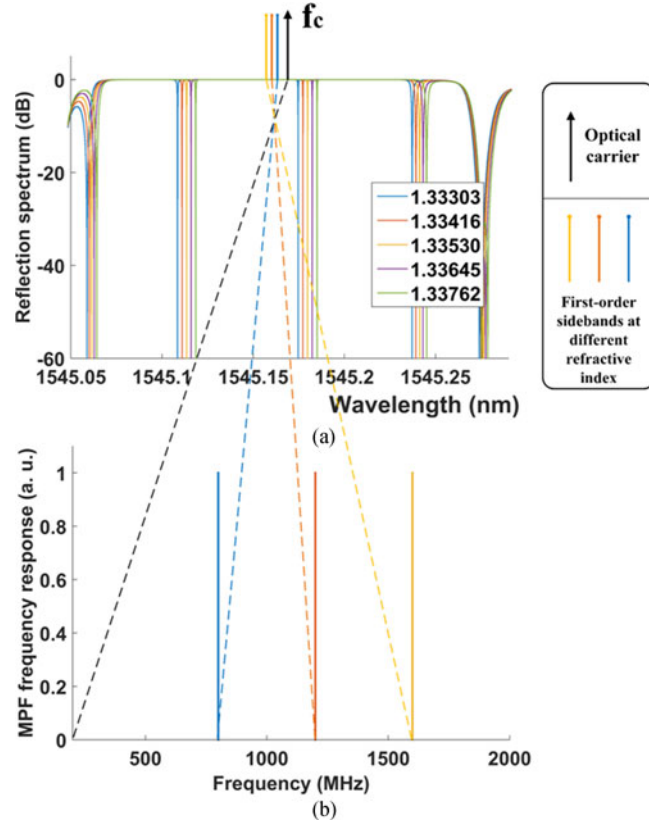 fc
Reflection spectrum (dB)
0
-20
-40
-60
1545.05
1545.1
1545.15
1545.2
1545.25
Wavelength (nm)
1.33303
1.33416
1.33530
1.33645
1.33762
Optical
carrier
First-order
sidebands at
different
refractive
index
(a)
MPF frequency response (a. u.)
1
0.8
0.6
0.4
0.2
0
500
1000
1500
2000
Frequency (MHz)
(b)